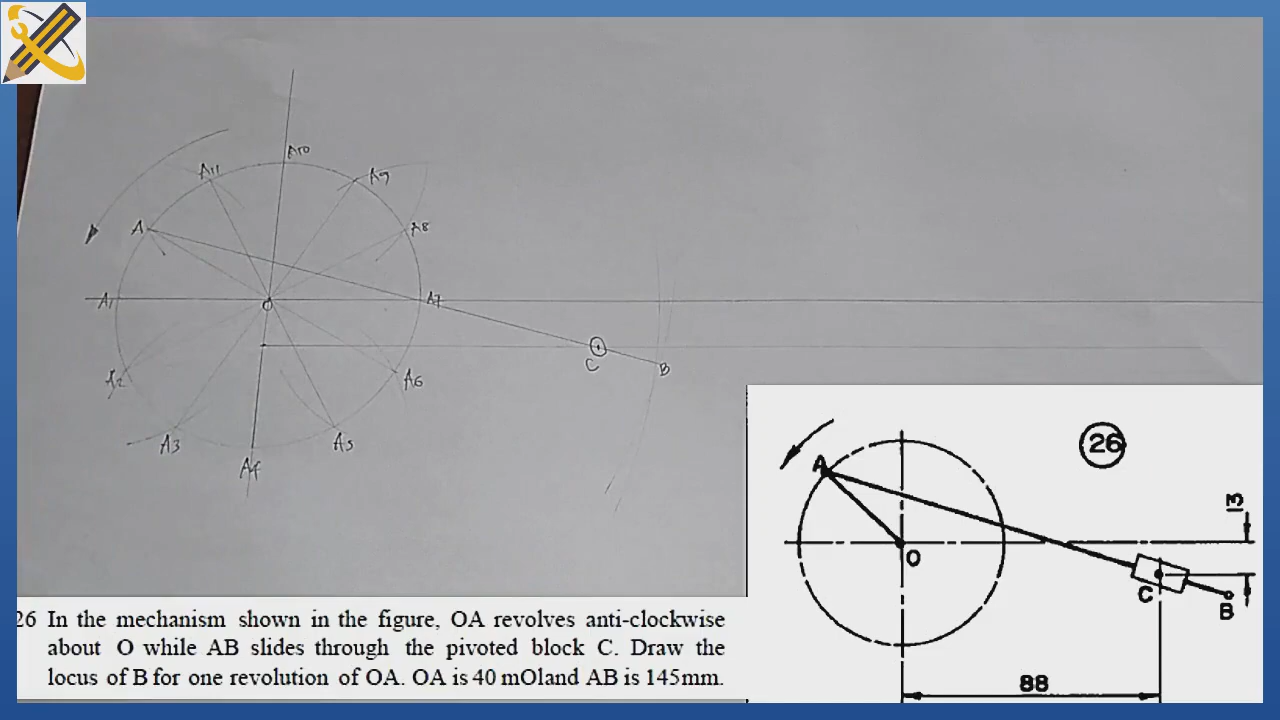 A10
A11
A9
A
A8
A1
O
A7
C
B
A2
A6
A3
A5
A4
26
A
O
13
C
B
88
26 In the mechanism shown in the figure, OA revolves anti-clockwise
about O while AB slides through the pivoted block C. Draw the
locus of B for one revolution of OA. OA is 40 mOland AB is 145mm.